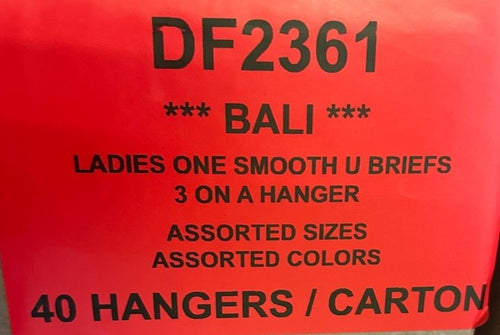 DF2361
*** BALI ***
LADIES ONE SMOOTH U BRIEFS
3 ON A HANGER
ASSORTED SIZES
ASSORTED COLORS
40 HANGERS / CARTON